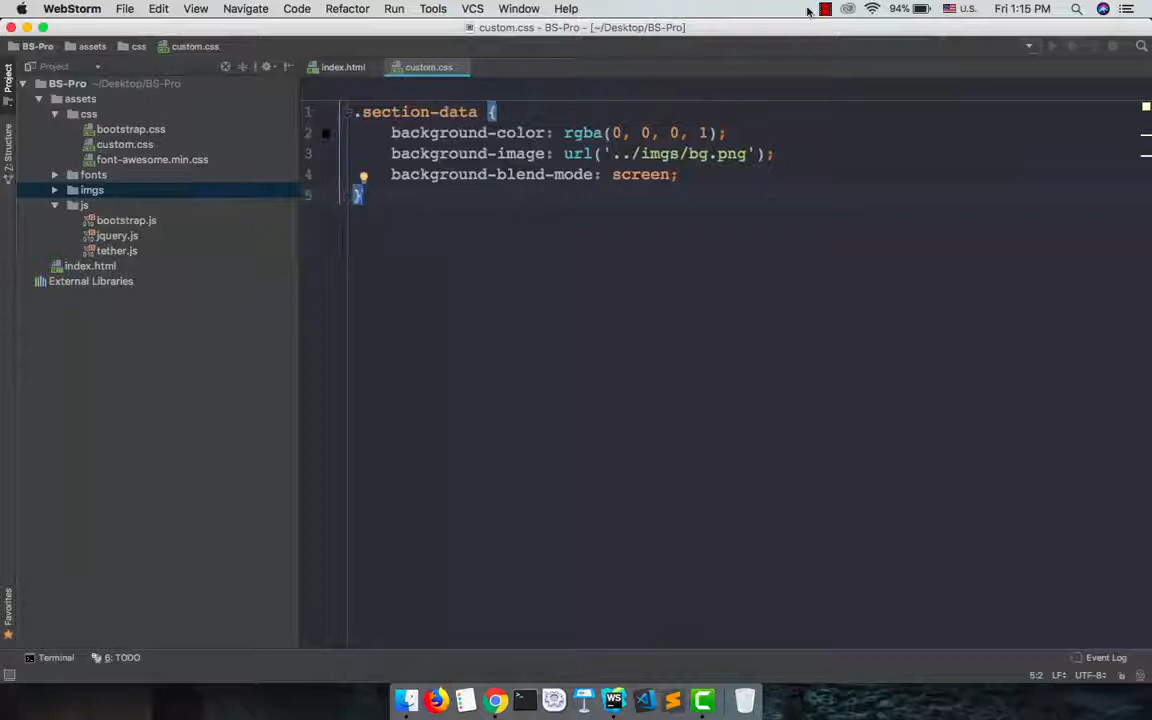 WebStorm File Edit View Navigate Code Refactor Run Tools VCS Window Help 94% U.S. Fri 1:15 PM
custom.css - BS-Pro - [~/Desktop/BS-Pro]
BS-Pro assets css custom.css
Project index.html custom.css
BS-Pro ~/Desktop/BS-Pro
assets
css
bootstrap.css
custom.css
font-awesome.min.css
fonts
imgs
js
bootstrap.js
jquery.js
tether.js
index.html
External Libraries
Project
Z: Structure
Favorites
1 .section-data {
2 background-color: rgba(0, 0, 0, 1);
3 background-image: url('../imgs/bg.png');
4 background-blend-mode: screen;
5 }
Terminal 6: TODO Event Log
5:2 LF UTF-8
WS
C